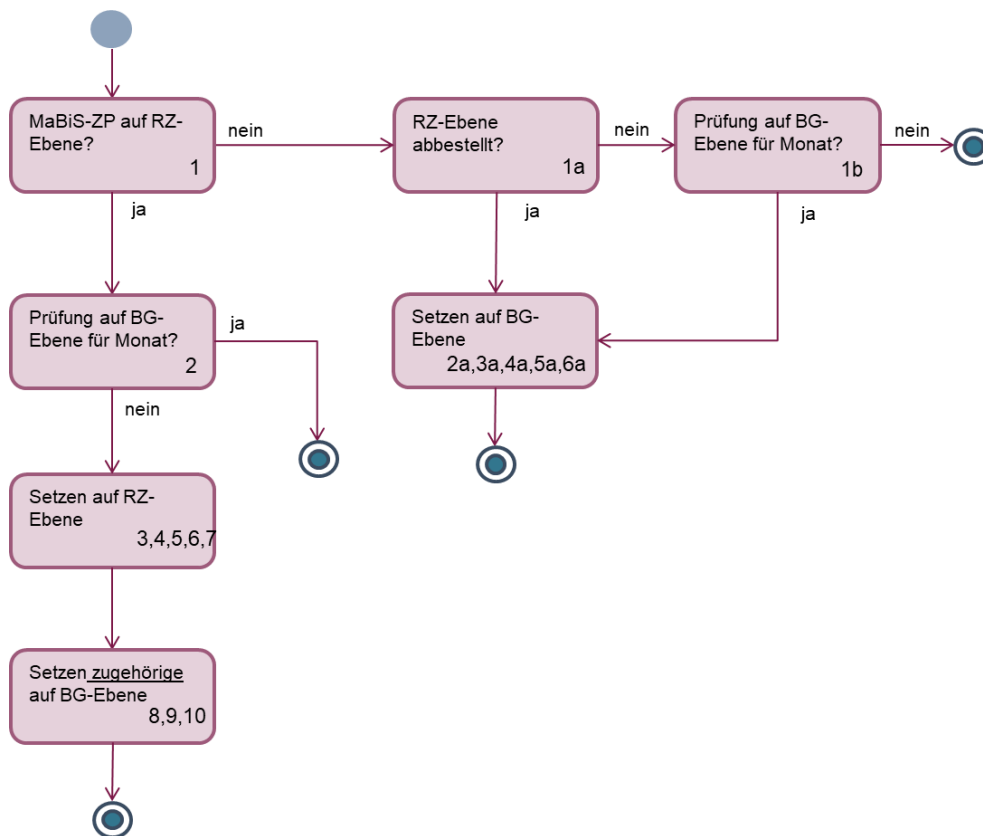 MaBiS-ZP auf RZ-
Ebene?
1
nein
RZ-Ebene
abbestellt?
1a
nein
Prüfung auf BG-
Ebene für Monat?
1b
nein
ja
ja
ja
Prüfung auf BG-
Ebene für Monat?
2
ja
Setzen auf BG-
Ebene
2a,3a,4a,5a,6a
nein
Setzen auf RZ-
Ebene
3,4,5,6,7
Setzen zugehörige
auf BG-Ebene
8,9,10